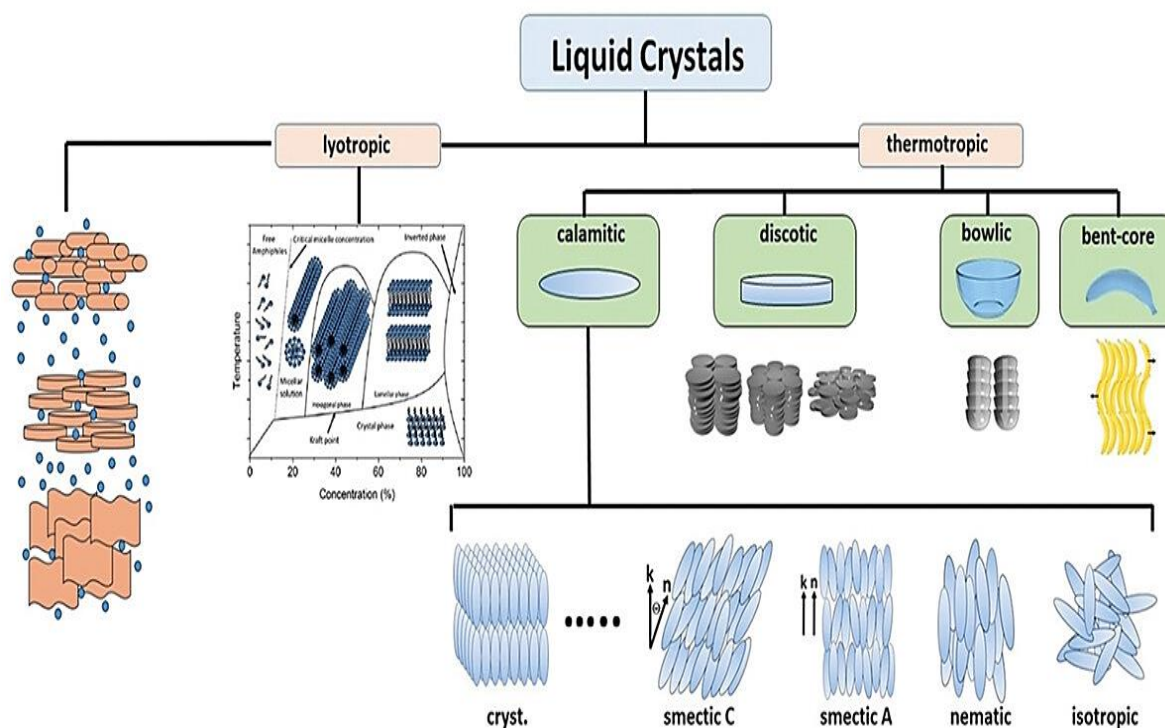 Liquid Crystals
lyotropic
thermotropic
calamitic
discotic
bowlic
bent-core
Free
Amphiphiles
Critical micelle concentration
Inverted phase
Temperature
Micellar
solution
Hexagonal phase
Lamellar phase
Kraft point
Crystal phase
0
20
40
60
80
100
Concentration (%)
k
n
Θ
k n
cryst.
smectic C
smectic A
nematic
isotropic